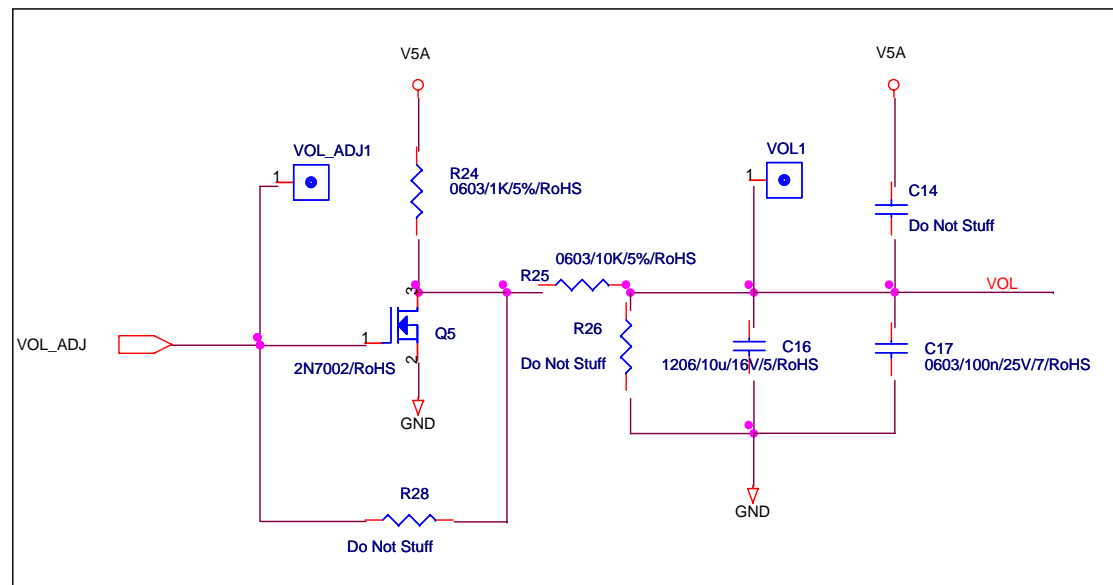 V5A
V5A
VOL_ADJ1
1
VOL1
1
R24
0603/1K/5%/RoHS
C14
Do Not Stuff
0603/10K/5%/RoHS
R25
VOL
3
R26
Q5
VOL_ADJ
1
C16
C17
Do Not Stuff
2
2N7002/RoHS
1206/10u/16V/5/RoHS
0603/100n/25V/7/RoHS
GND
R28
GND
Do Not Stuff